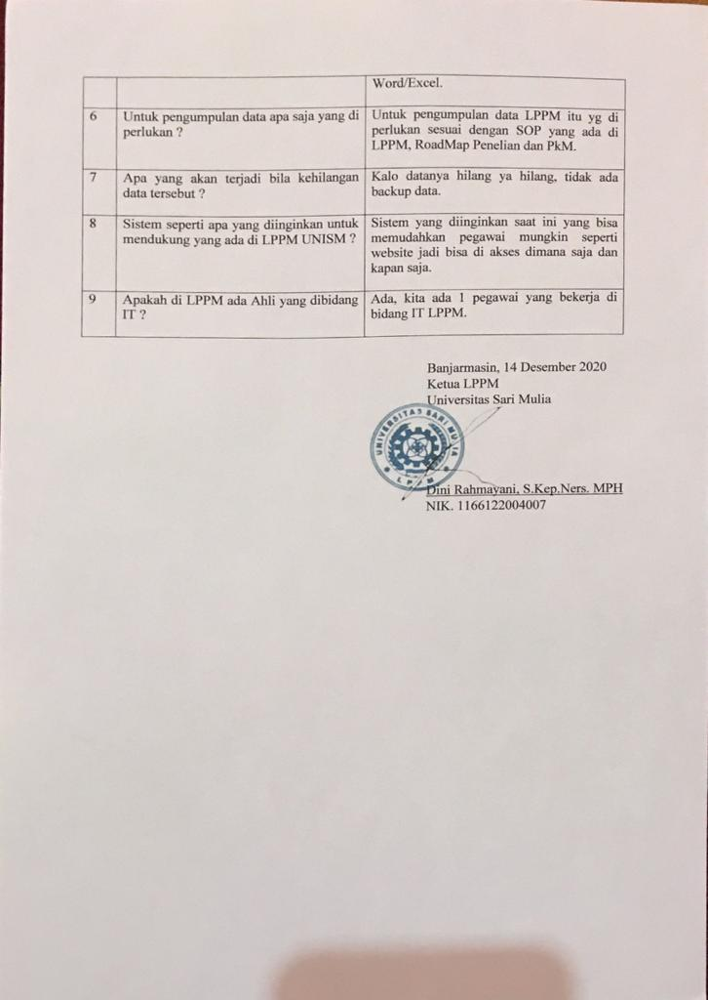 Word/Excel.
6
Untuk pengumpulan data apa saja yang di
perlukan ?
Untuk pengumpulan data LPPM itu yg di
perlukan sesuai dengan SOP yang ada di
LPPM, RoadMap Penelian dan PkM.
7
Apa yang akan terjadi bila kehilangan
data tersebut ?
Kalo datanya hilang ya hilang, tidak ada
backup data.
8
Sistem seperti apa yang diinginkan untuk
mendukung yang ada di LPPM UNISM ?
Sistem yang diinginkan saat ini yang bisa
memudahkan pegawai mungkin seperti
website jadi bisa di akses dimana saja dan
kapan saja.
9
Apakah di LPPM ada Ahli yang dibidang
IT ?
Ada, kita ada 1 pegawai yang bekerja di
bidang IT LPPM.
Banjarmasin, 14 Desember 2020
Ketua LPPM
Universitas Sari Mulia
UNIVERSITAS SARI MULIA
LPPM
Dini Rahmayani, S.Kep,Ners. MPH
NIK. 1166122004007